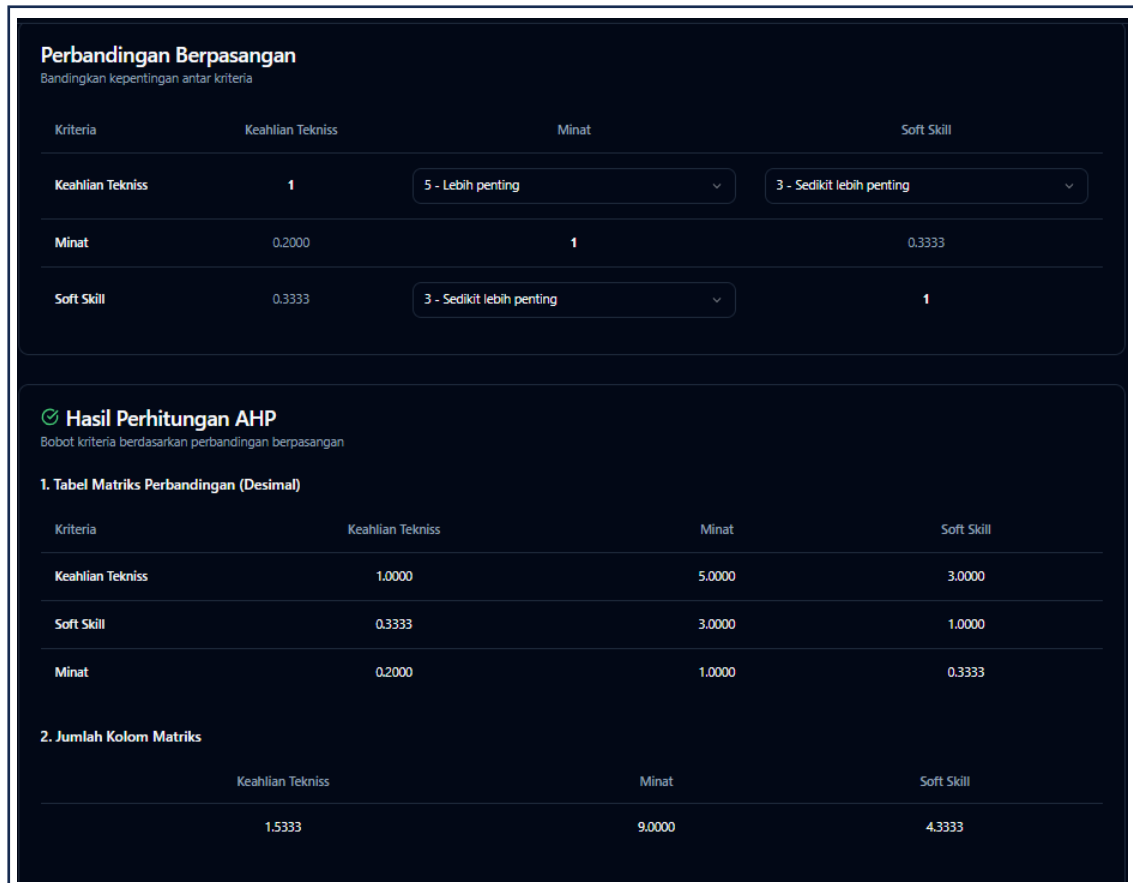 Perbandingan Berpasangan
Bandingkan kepentingan antar kriteria
Kriteria Keahlian Tekniss Minat Soft Skill
Keahlian Tekniss 1 5 - Lebih penting 3 - Sedikit lebih penting
Minat 0.2000 1 0.3333
Soft Skill 0.3333 3 - Sedikit lebih penting 1
Hasil Perhitungan AHP
Bobot kriteria berdasarkan perbandingan berpasangan
1. Tabel Matriks Perbandingan (Desimal)
Kriteria Keahlian Tekniss Minat Soft Skill
Keahlian Tekniss 1.0000 5.0000 3.0000
Soft Skill 0.3333 3.0000 1.0000
Minat 0.2000 1.0000 0.3333
2. Jumlah Kolom Matriks
Keahlian Tekniss Minat Soft Skill
1.5333 9.0000 4.3333